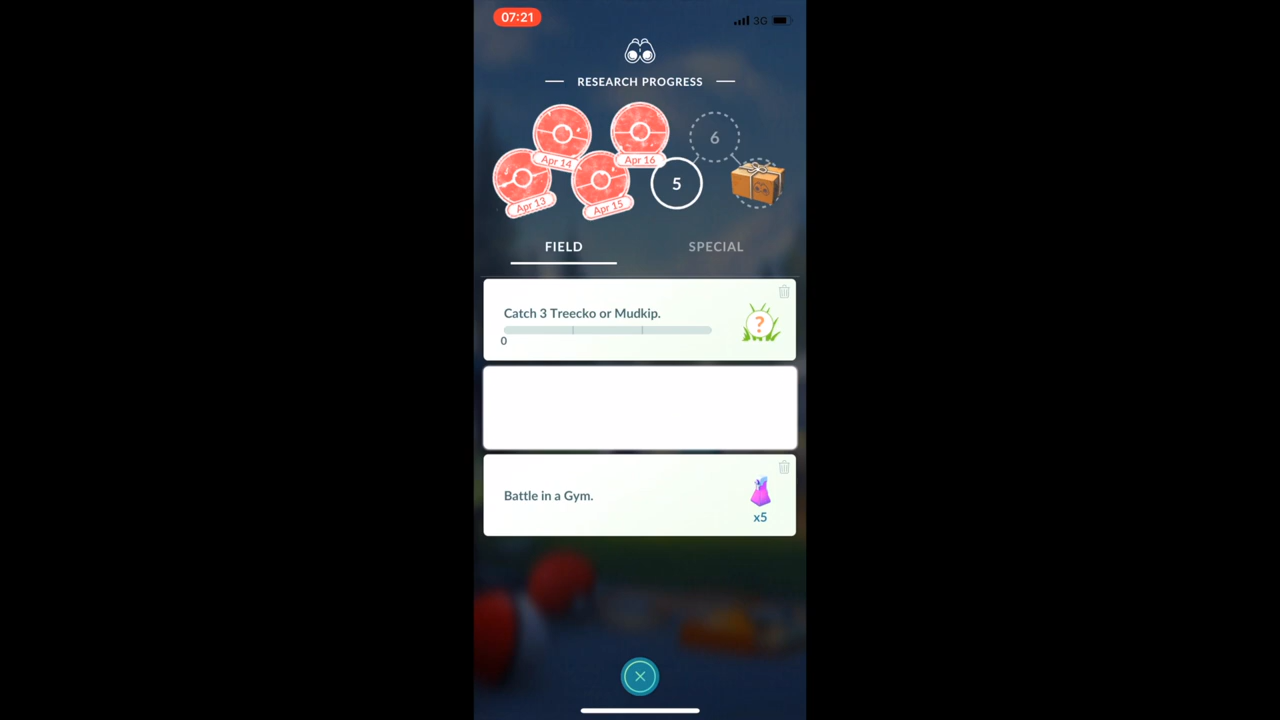 07:21
3G
RESEARCH PROGRESS
Apr 14
Apr 16
6
Apr 13
Apr 15
5
FIELD
SPECIAL
Catch 3 Treecko or Mudkip.
?
0
Battle in a Gym.
x5